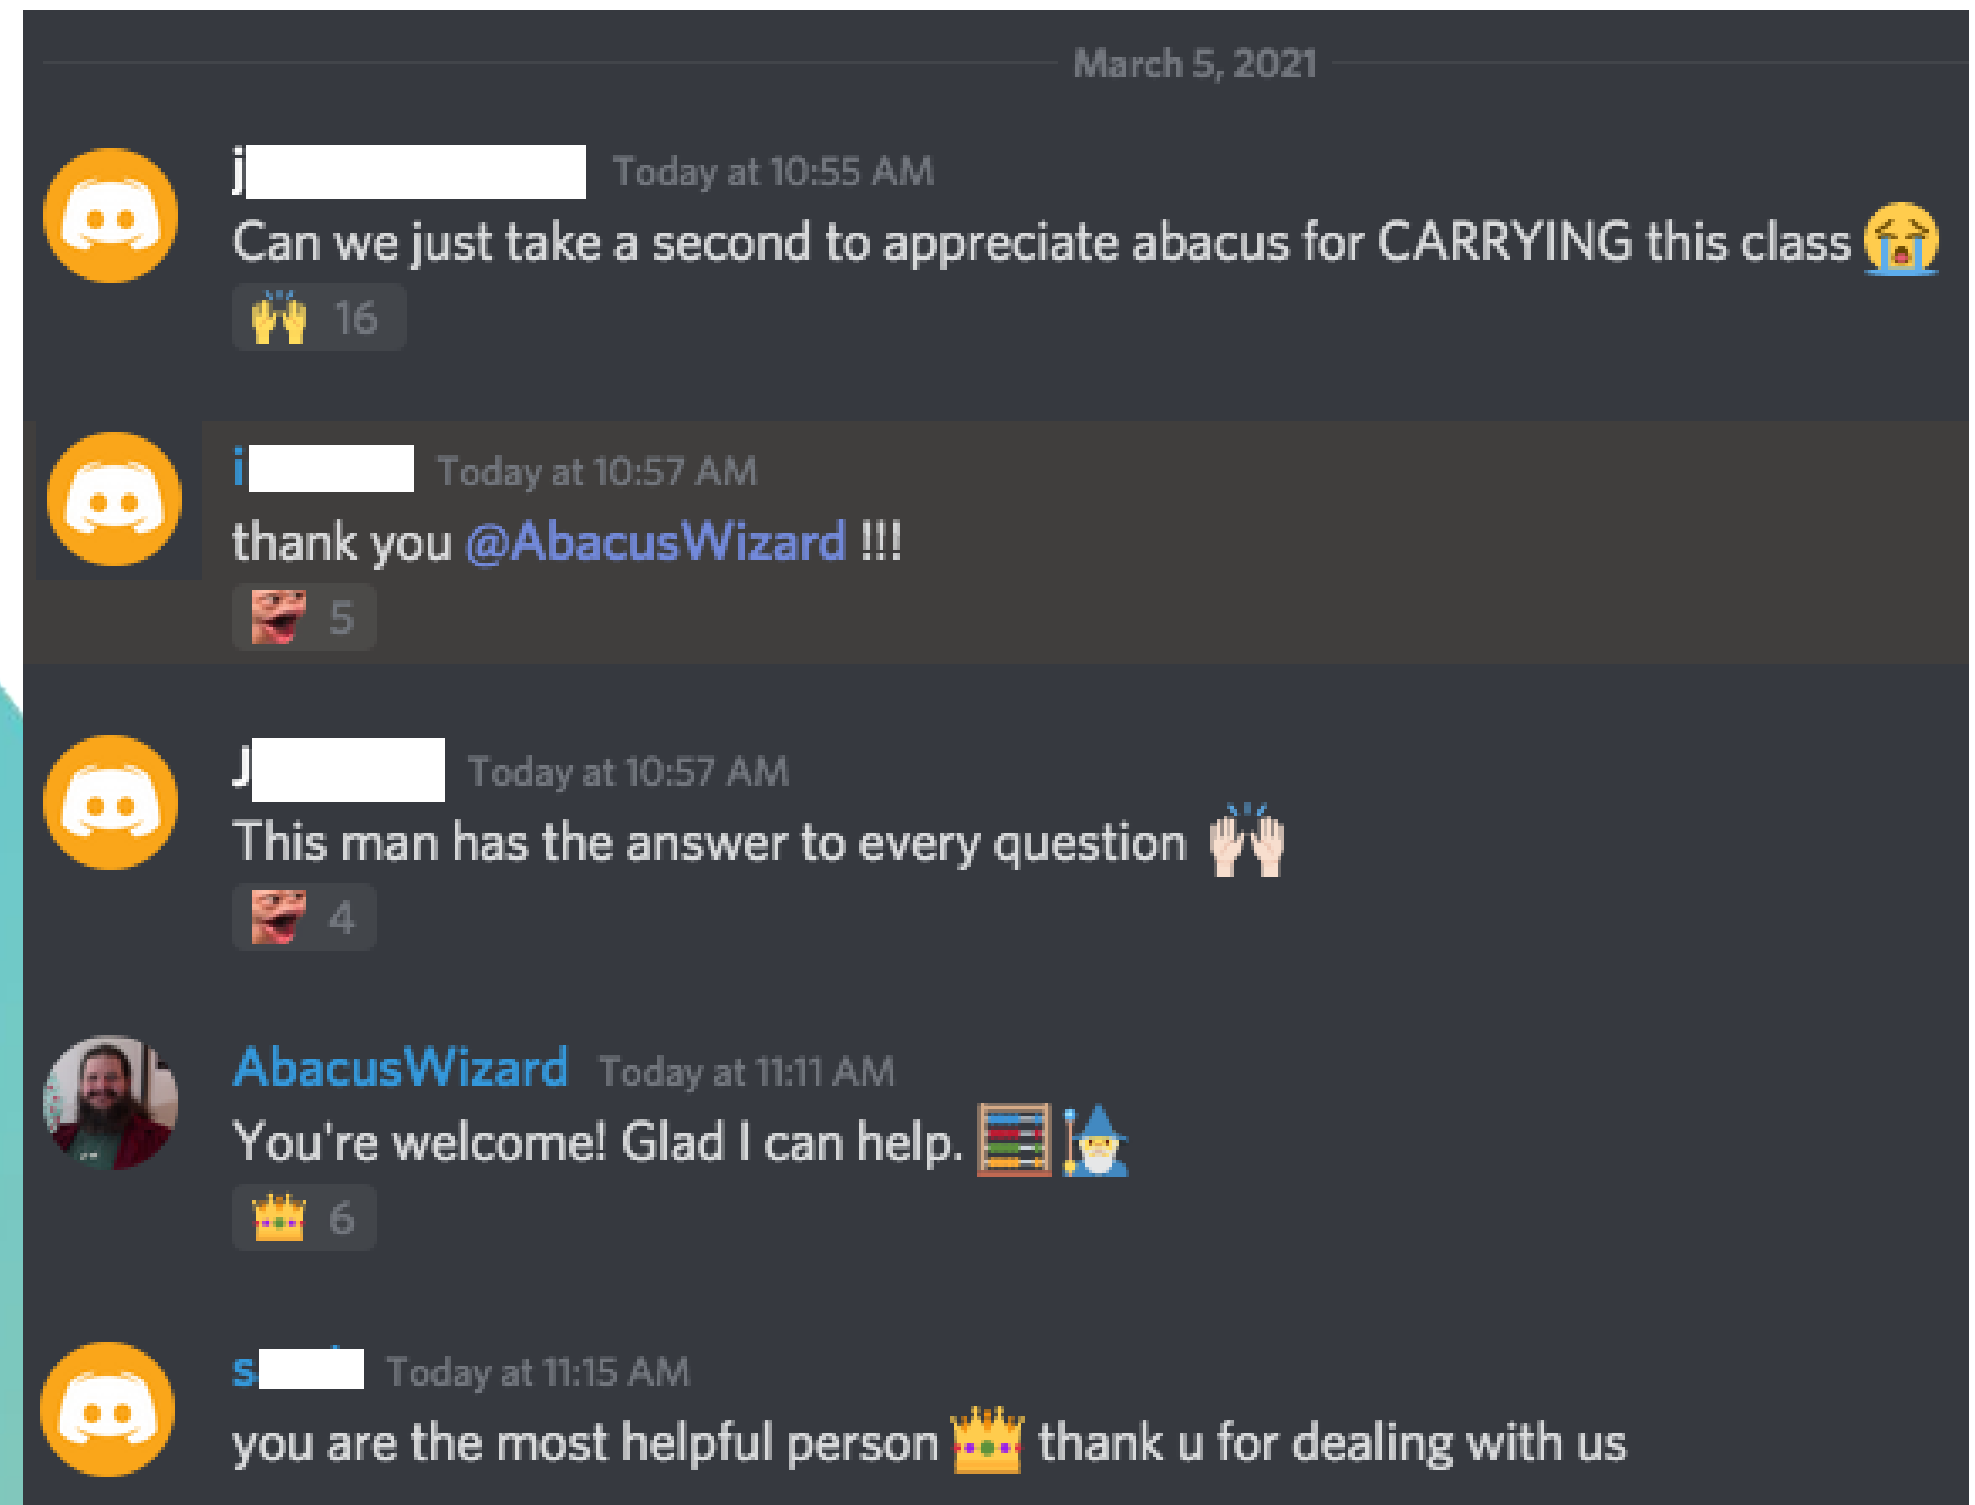 March 5, 2021
j Today at 10:55 AM
Can we just take a second to appreciate abacus for CARRYING this class 😭
🙌 16
i Today at 10:57 AM
thank you @AbacusWizard !!!
5
J Today at 10:57 AM
This man has the answer to every question 🙌🏻
4
AbacusWizard Today at 11:11 AM
You're welcome! Glad I can help. 🧮🧙‍♂️
👑 6
s Today at 11:15 AM
you are the most helpful person 👑 thank u for dealing with us